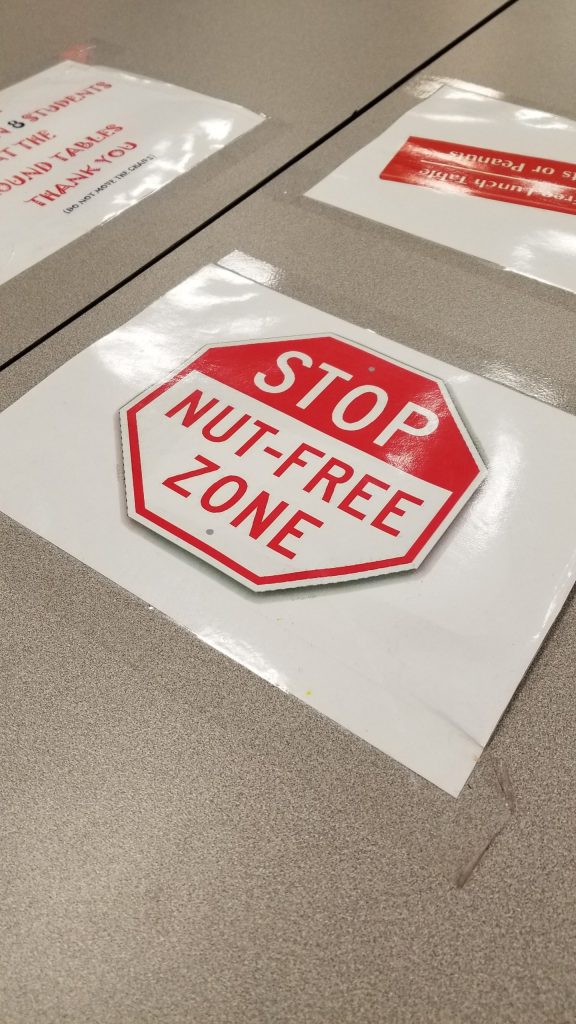 8 STUDENTS
AT THE
ROUND TABLES
THANK YOU
(DO NOT MOVE THE CHAIRS)
Lunch Table
or Peanuts
STOP
NUT-FREE
ZONE